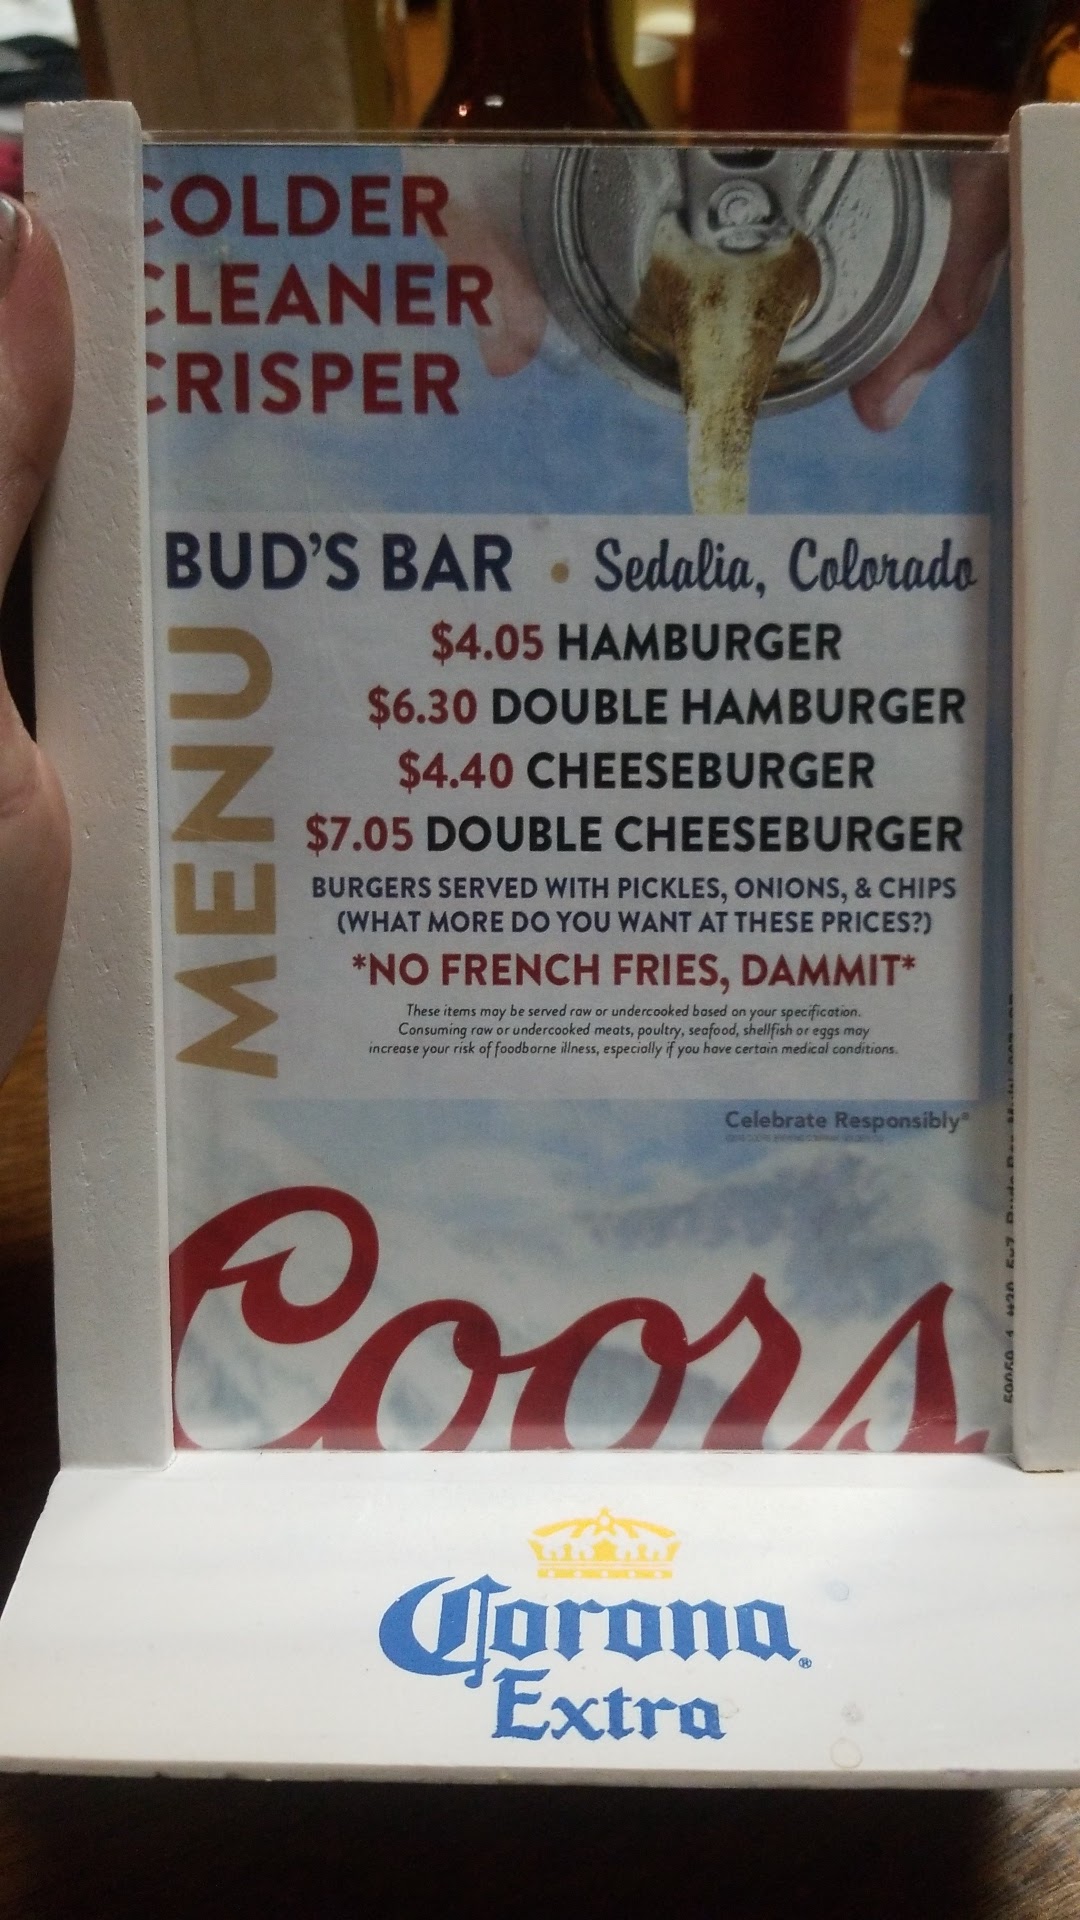 COLDER
CLEANER
CRISPER
BUD'S BAR • Sedalia, Colorado
MENU
$4.05 HAMBURGER
$6.30 DOUBLE HAMBURGER
$4.40 CHEESEBURGER
$7.05 DOUBLE CHEESEBURGER
BURGERS SERVED WITH PICKLES, ONIONS, & CHIPS
(WHAT MORE DO YOU WANT AT THESE PRICES?)
*NO FRENCH FRIES, DAMMIT*
These items may be served raw or undercooked based on your specification.
Consuming raw or undercooked meats, poultry, seafood, shellfish or eggs may
increase your risk of foodborne illness, especially if you have certain medical conditions.
Celebrate Responsibly®
Coors
Corona®
Extra